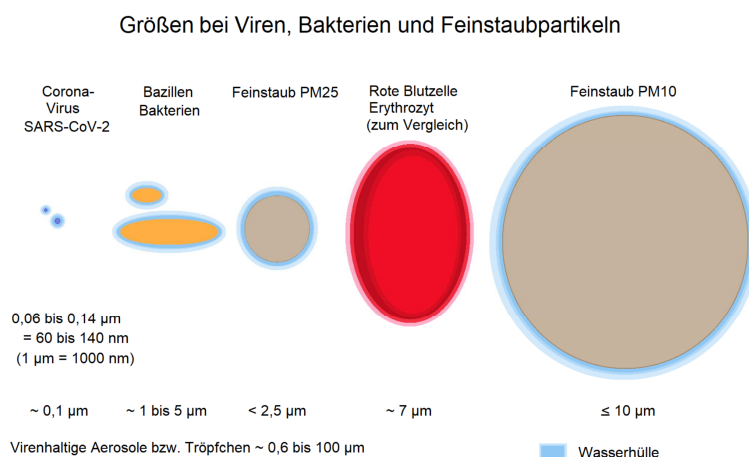 Größen bei Viren, Bakterien und Feinstaubpartikeln
Corona-
Virus
SARS-CoV-2
Bazillen
Bakterien
Feinstaub PM25
Rote Blutzelle
Erythrozyt
(zum Vergleich)
Feinstaub PM10
0,06 bis 0,14 µm
= 60 bis 140 nm
(1 µm = 1000 nm)
~ 0,1 µm
~ 1 bis 5 µm
< 2,5 µm
~ 7 µm
≤ 10 µm
Virenhaltige Aerosole bzw. Tröpfchen ~ 0,6 bis 100 µm
Wasserhülle